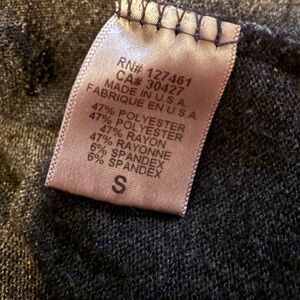 RN# 127461
CA# 30427
MADE IN U.S.A
FABRIQUE EN U.S.A
47% POLYESTER
47% POLYESTER
47% RAYON
47% RAYONNE
6% SPANDEX
6% SPANDEX
S